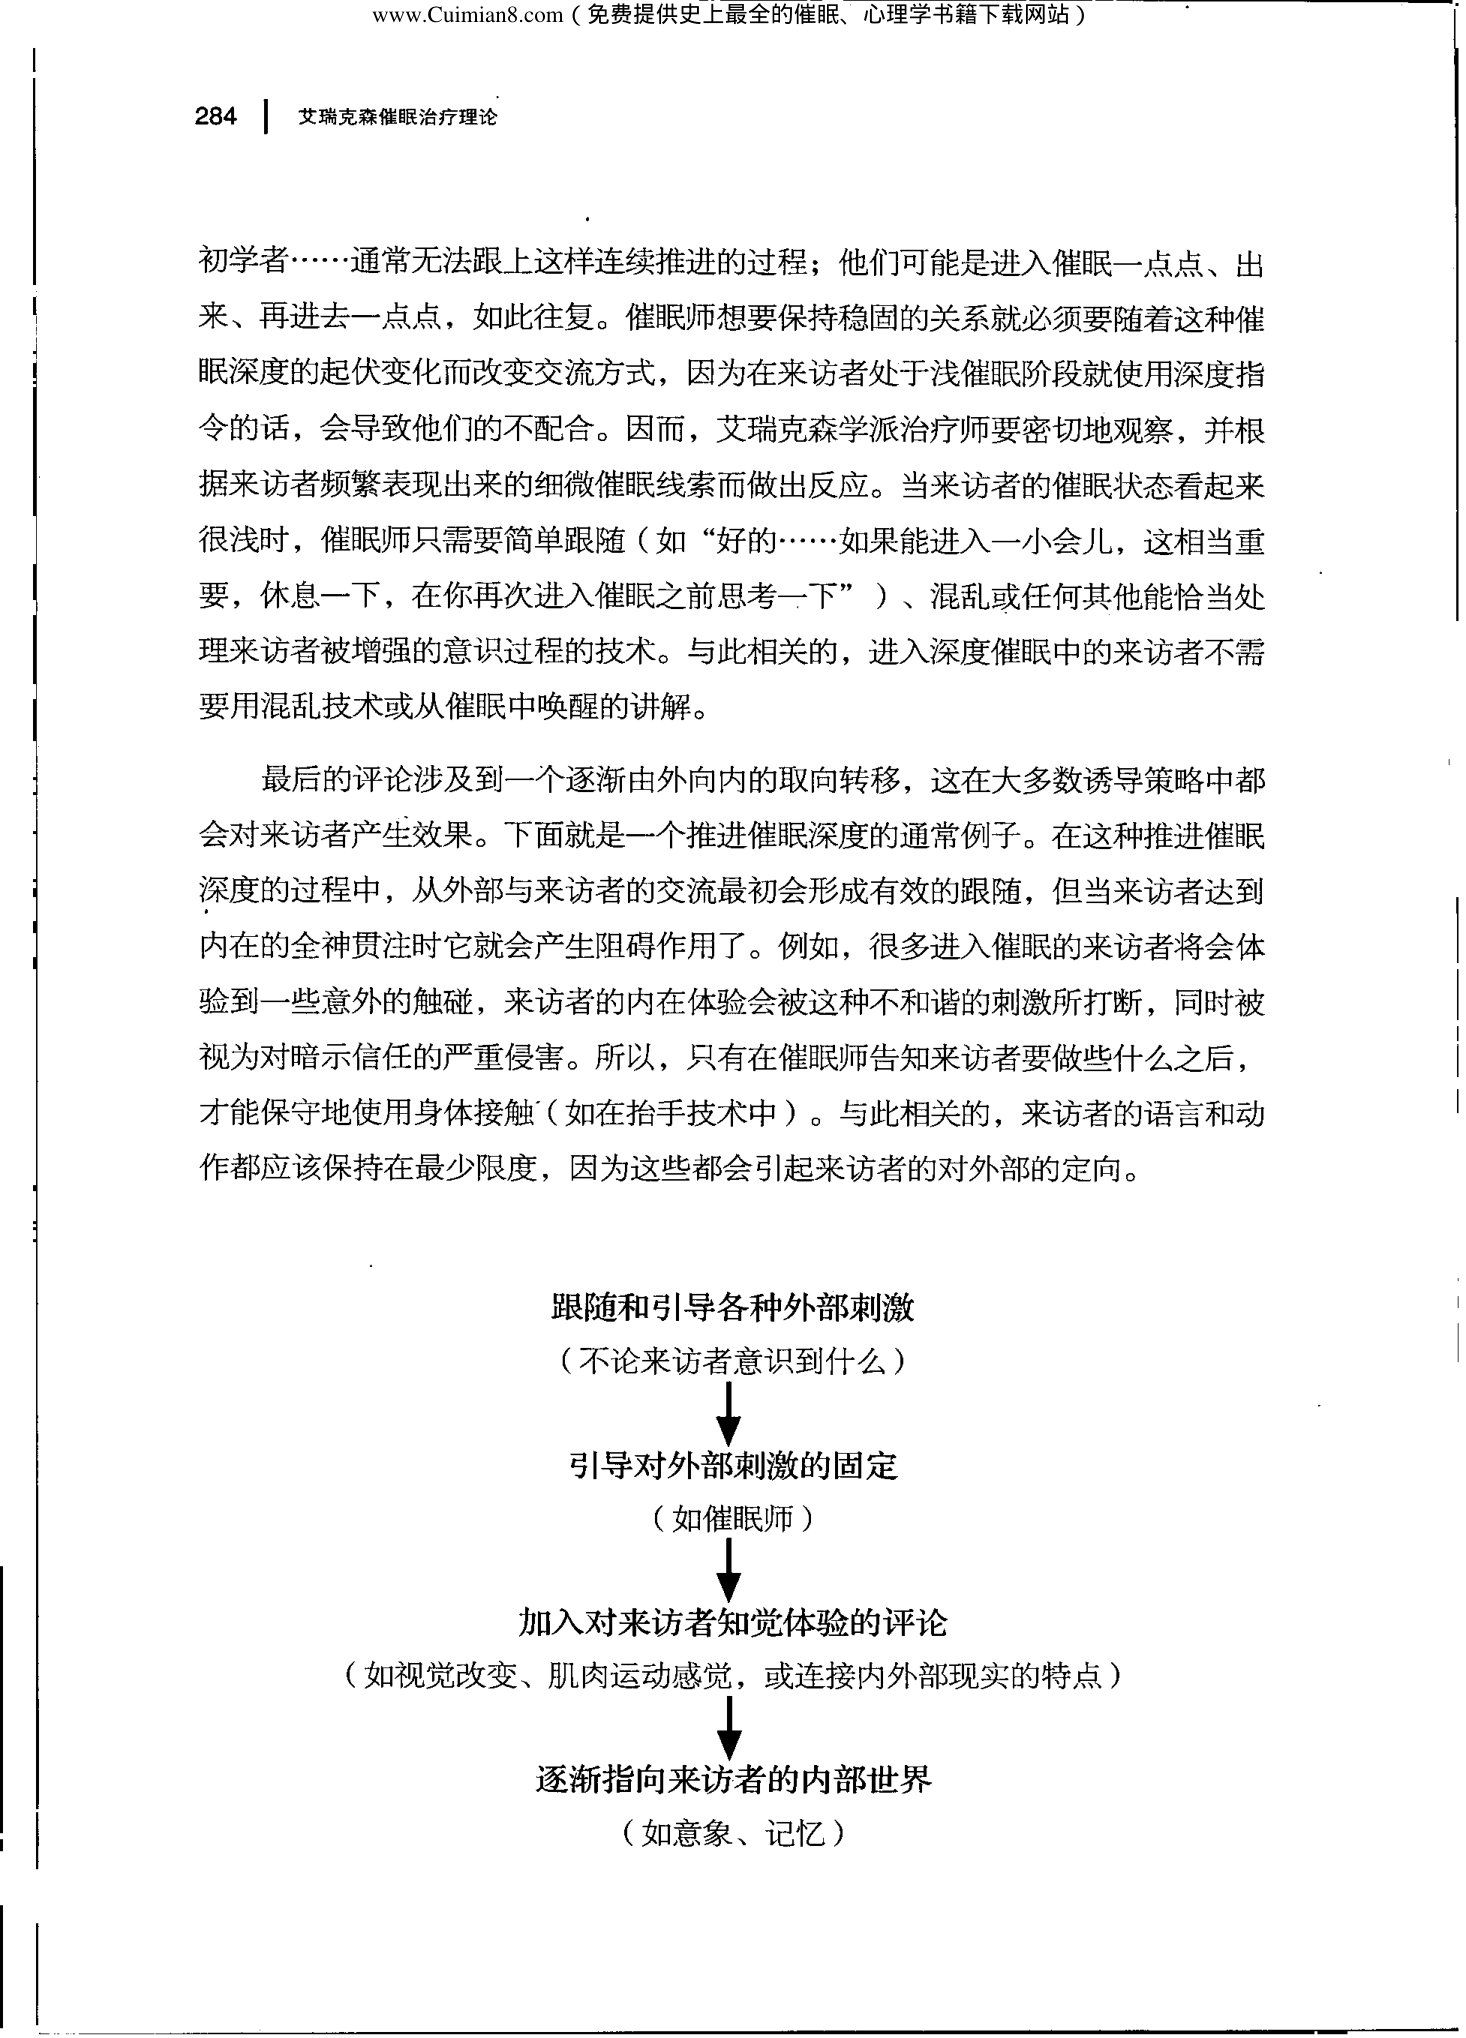 www.Cuimian8.com（免费提供史上最全的催眠、心理学书籍下载网站）
284 艾瑞克森催眠治疗理论
初学者……通常无法跟上这样连续推进的过程；他们可能是进入催眠一点点、出
来、再进去一点点，如此往复。催眠师想要保持稳固的关系就必须要随着这种催
眠深度的起伏变化而改变交流方式，因为在来访者处于浅催眠阶段就使用深度指
令的话，会导致他们的不配合。因而，艾瑞克森学派治疗师要密切地观察，并根
据来访者频繁表现出来的细微催眠线索而做出反应。当来访者的催眠状态看起来
很浅时，催眠师只需要简单跟随（如“好的……如果能进入一小会儿，这相当重
要，休息一下，在你再次进入催眠之前思考一下”）、混乱或任何其他能恰当处
理来访者被增强的意识过程的技术。与此相关的，进入深度催眠中的来访者不需
要用混乱技术或从催眠中唤醒的讲解。
最后的评论涉及到一个逐渐由外向内的取向转移，这在大多数诱导策略中都
会对来访者产生效果。下面就是一个推进催眠深度的通常例子。在这种推进催眠
深度的过程中，从外部与来访者的交流最初会形成有效的跟随，但当来访者达到
内在的全神贯注时它就会产生阻碍作用了。例如，很多进入催眠的来访者将会体
验到一些意外的触碰，来访者的内在体验会被这种不和谐的刺激所打断，同时被
视为对暗示信任的严重侵害。所以，只有在催眠师告知来访者要做些什么之后，
才能保守地使用身体接触（如在抬手技术中）。与此相关的，来访者的语言和动
作都应该保持在最少限度，因为这些都会引起来访者的对外部的定向。
跟随和引导各种外部刺激
（不论来访者意识到什么）
引导对外部刺激的固定
（如催眠师）
加入对来访者知觉体验的评论
（如视觉改变、肌肉运动感觉，或连接内外部现实的特点）
逐渐指向来访者的内部世界
（如意象、记忆）